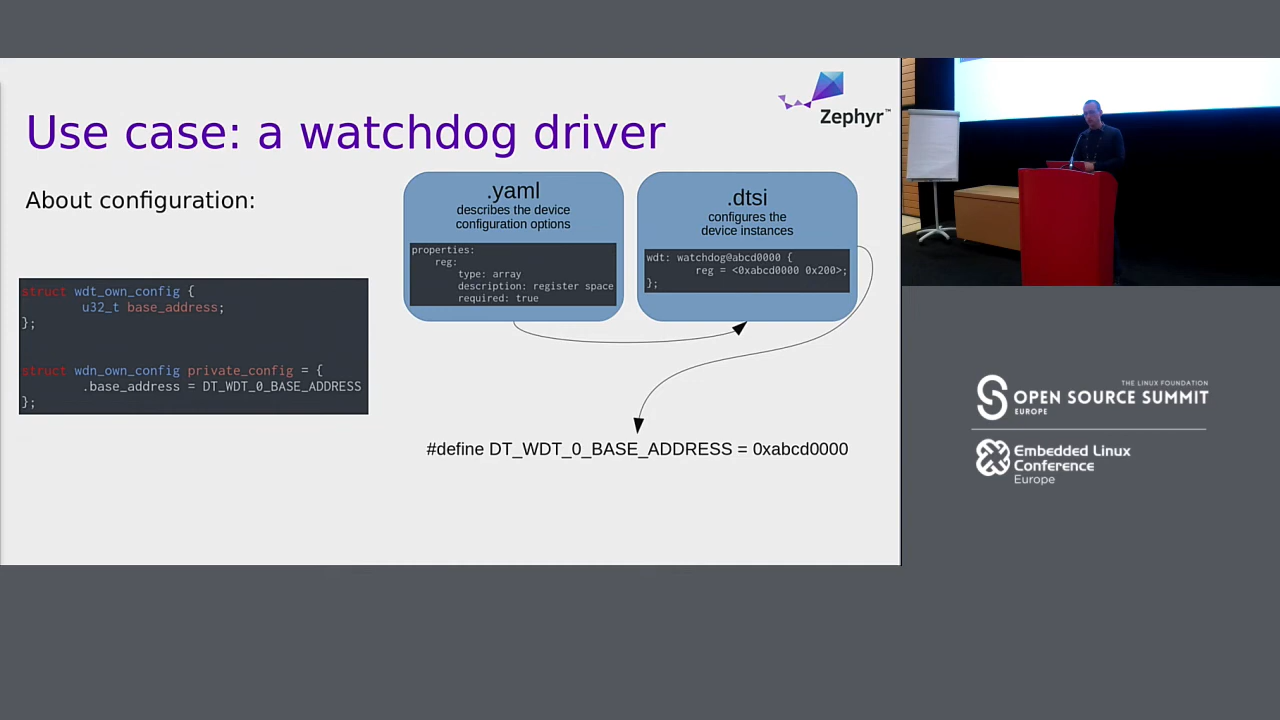 Zephyr™
Use case: a watchdog driver
About configuration:
struct wdt_own_config {
u32_t base_address;
};
struct wdn_own_config private_config = {
.base_address = DT_WDT_0_BASE_ADDRESS
};
.yaml
describes the device
configuration options
properties:
reg:
type: array
description: register space
required: true
.dtsi
configures the
device instances
wdt: watchdog@abcd0000 {
reg = <0xabcd0000 0x200>;
};
#define DT_WDT_0_BASE_ADDRESS = 0xabcd0000
THE LINUX FOUNDATION
OPEN SOURCE SUMMIT
EUROPE
Embedded Linux
Conference
Europe